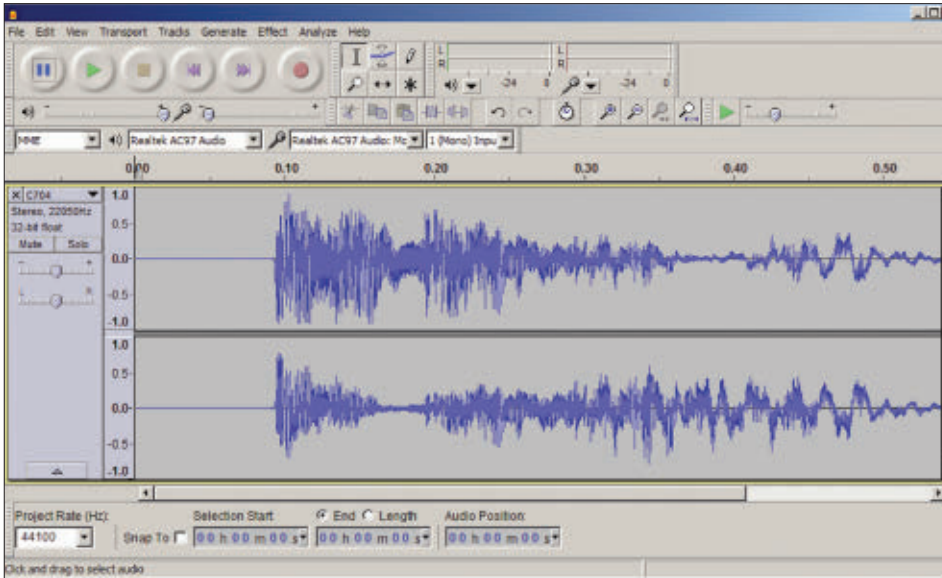 File Edit View Transport Tracks Generate Effect Analyze Help
L
R
L
R
-24 0
-24 0
MME Realtek AC97 Audio Realtek AC97 Audio: Mc 1 (Mono) Inpu
0.00 0.10 0.20 0.30 0.40 0.50
X C704
Stereo, 22050Hz
32-bit float
Mute Solo
- +
L R
1.0
0.5
0.0
-0.5
-1.0
1.0
0.5
0.0
-0.5
-1.0
Project Rate (Hz): Selection Start End Length Audio Position:
44100 Snap To 00 h 00 m 00 s 00 h 00 m 00 s 00 h 00 m 00 s
Click and drag to select audio